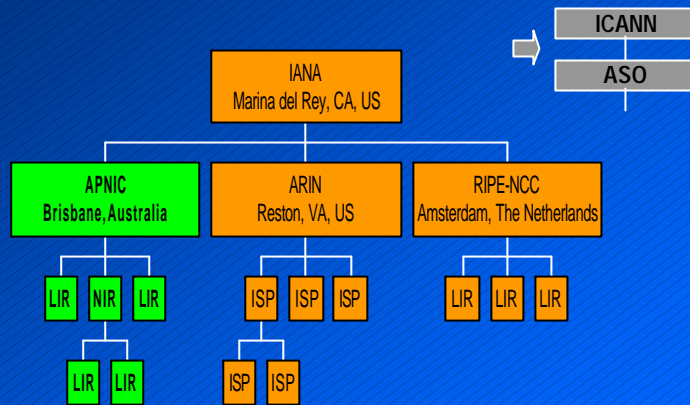 ICANN
ASO
IANA
Marina del Rey, CA, US
APNIC
Brisbane, Australia
ARIN
Reston, VA, US
RIPE-NCC
Amsterdam, The Netherlands
LIR
NIR
LIR
ISP
ISP
ISP
LIR
LIR
LIR
LIR
LIR
ISP
ISP